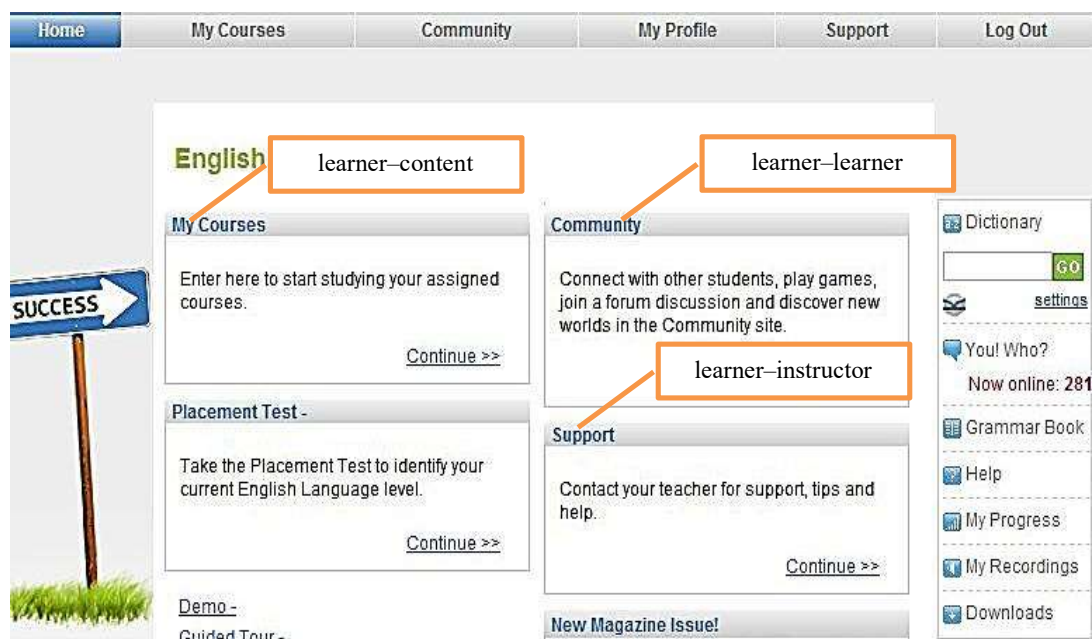 Home My Courses Community My Profile Support Log Out
English
learner–content
learner–learner
My Courses
Enter here to start studying your assigned
courses.
Continue >>
Community
Connect with other students, play games,
join a forum discussion and discover new
worlds in the Community site.
learner–instructor
SUCCESS
Placement Test -
Take the Placement Test to identify your
current English Language level.
Continue >>
Support
Contact your teacher for support, tips and
help.
Continue >>
Demo -
Guided Tour -
New Magazine Issue!
Dictionary
GO
settings
You! Who?
Now online: 281
Grammar Book
Help
My Progress
My Recordings
Downloads